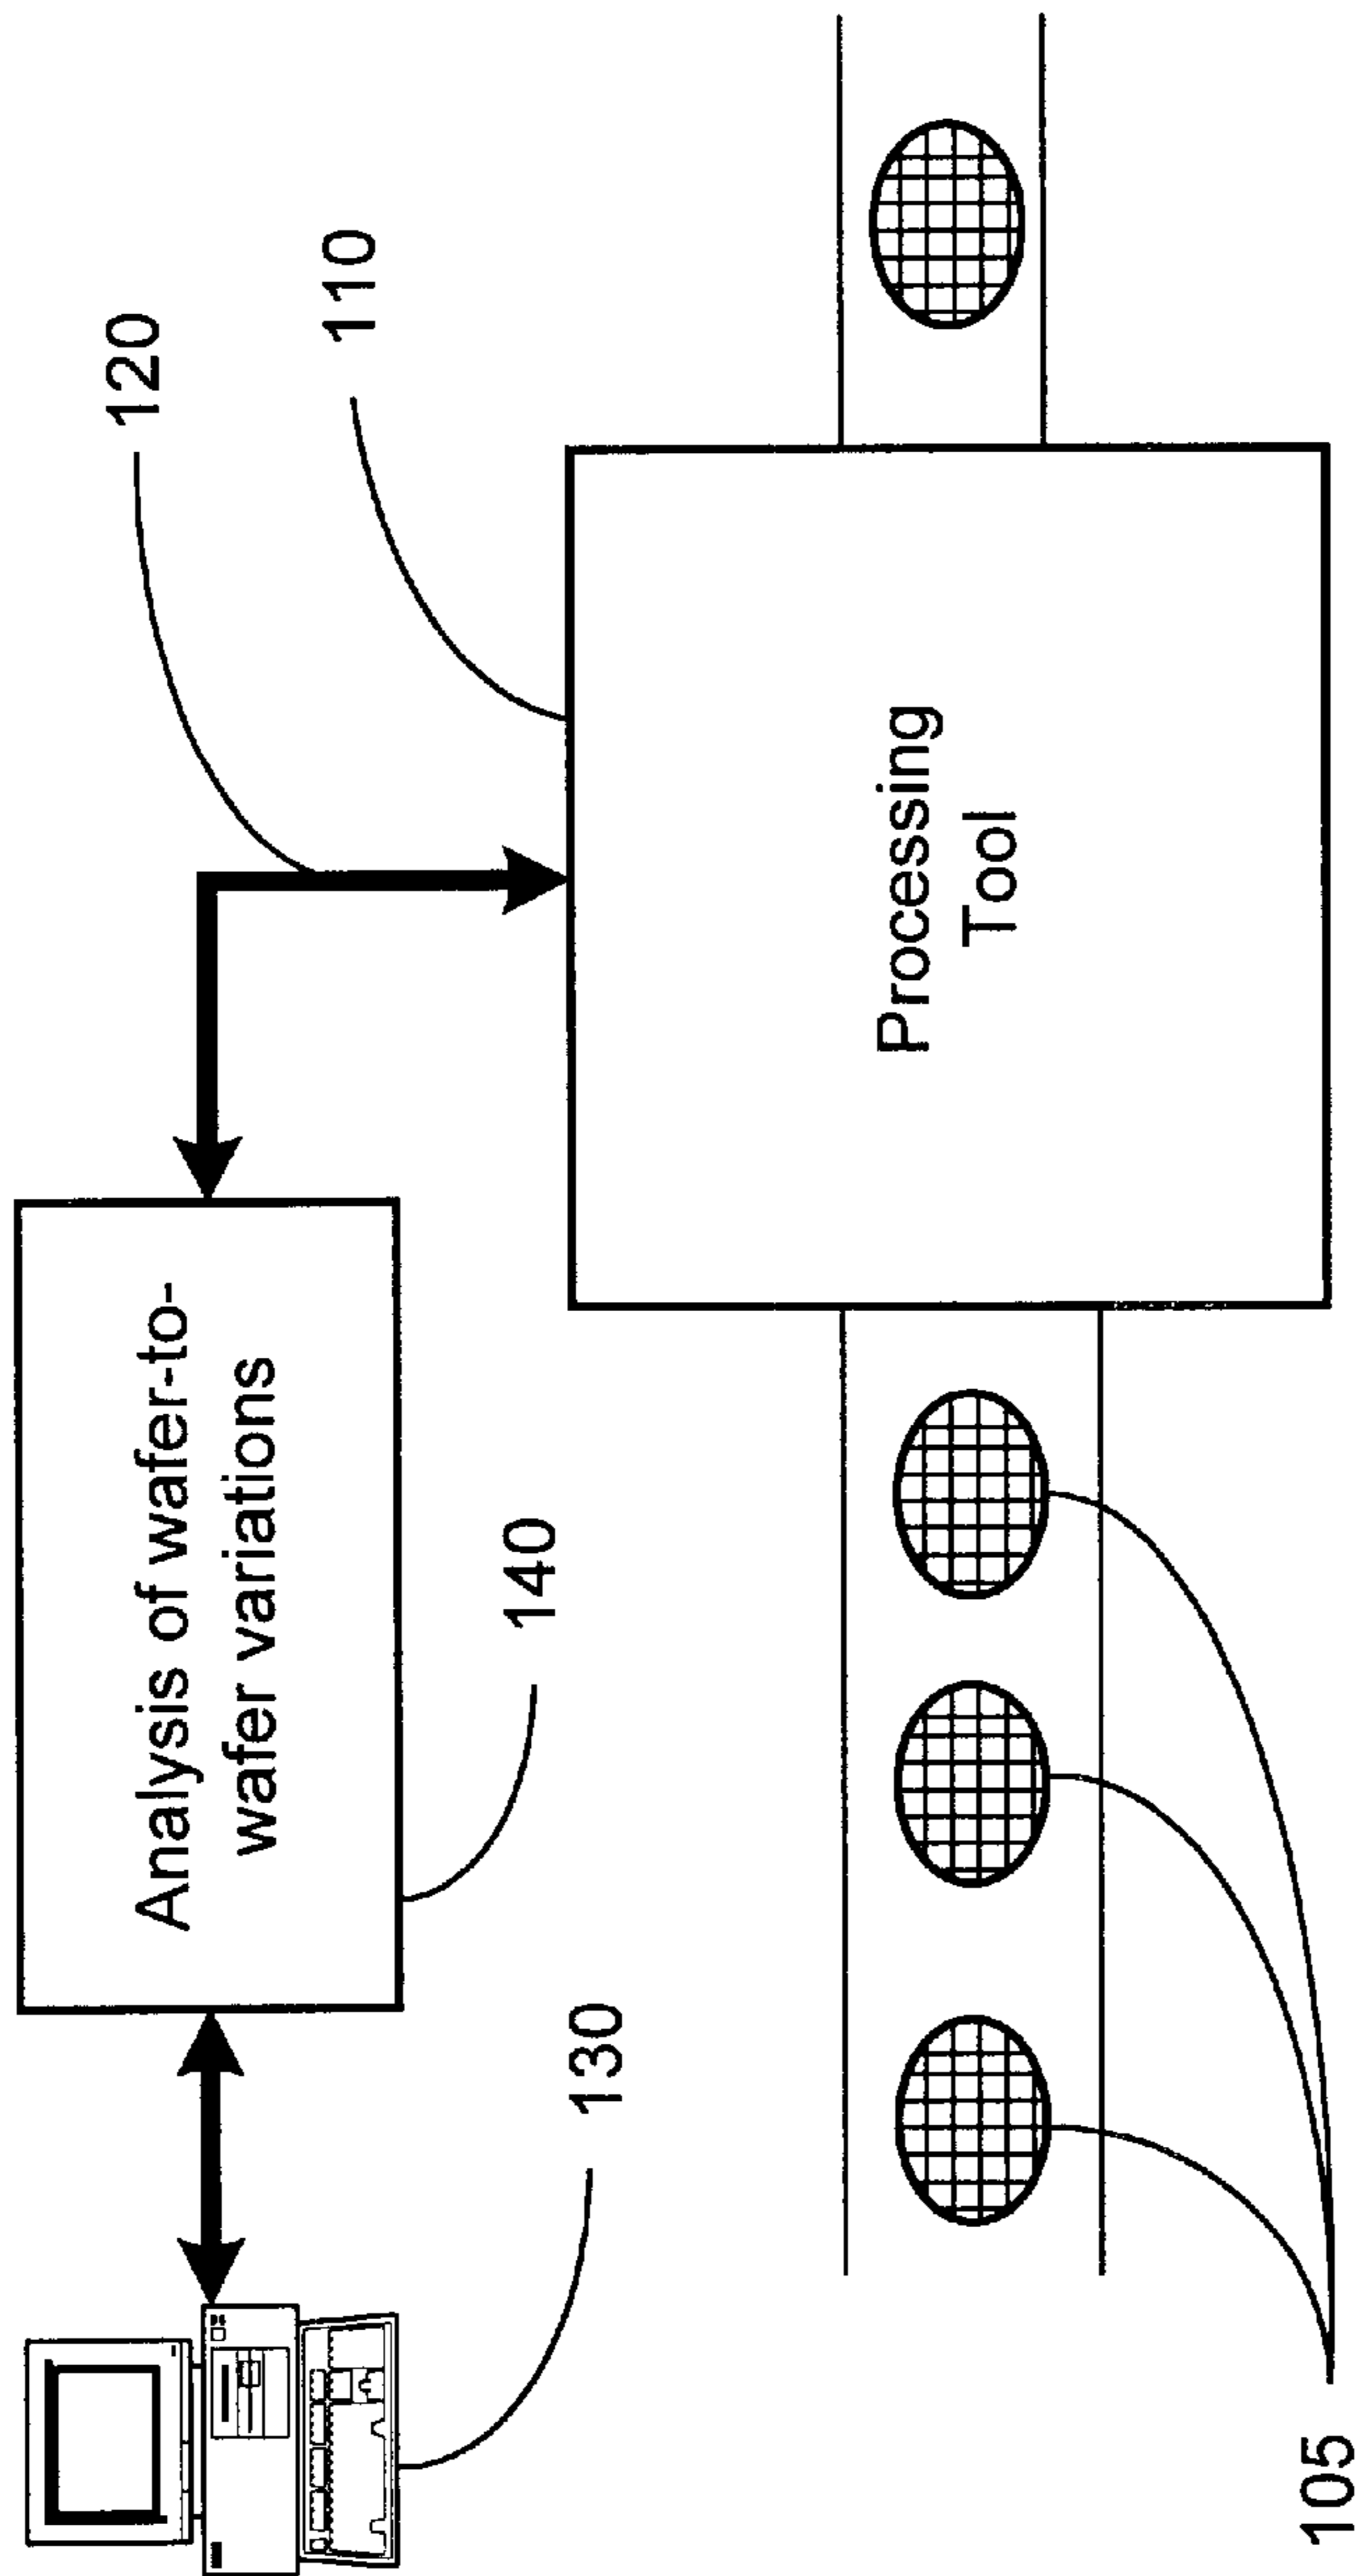 120
110
Analysis of wafer-to-
wafer variations
140
130
Processing
Tool
105